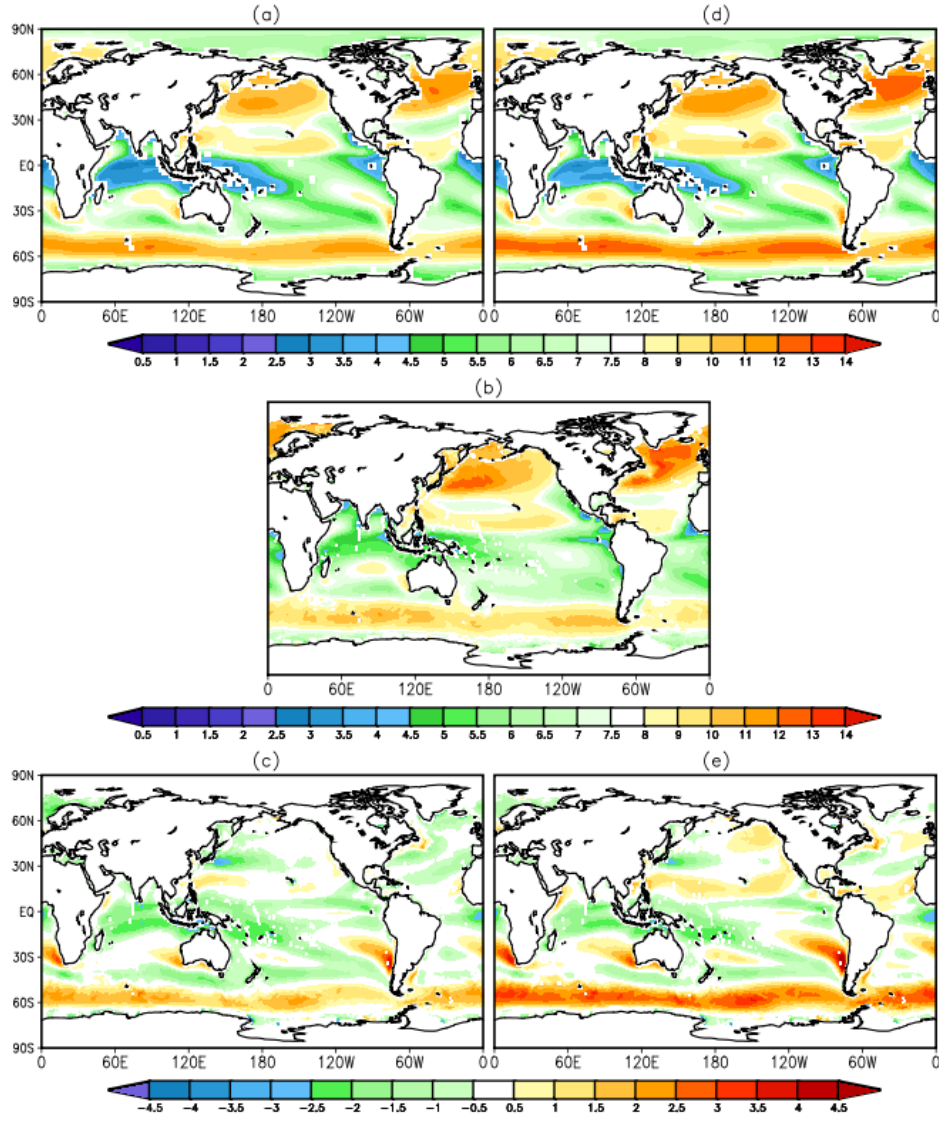 (a) (d)
90N
60N
30N
EQ
30S
60S
90S
0 60E 120E 180 120W 60W 0 60E 120E 180 120W 60W 0
0.5 1 1.5 2 2.5 3 3.5 4 4.5 5 5.5 6 6.5 7 7.5 8 9 10 11 12 13 14
(b)
0 60E 120E 180 120W 60W 0
0.5 1 1.5 2 2.5 3 3.5 4 4.5 5 5.5 6 6.5 7 7.5 8 9 10 11 12 13 14
(c) (e)
90N
60N
30N
EQ
30S
60S
90S
0 60E 120E 180 120W 60W 0 60E 120E 180 120W 60W 0
-4.5 -4 -3.5 -3 -2.5 -2 -1.5 -1 -0.5 0.5 1 1.5 2 2.5 3 3.5 4 4.5